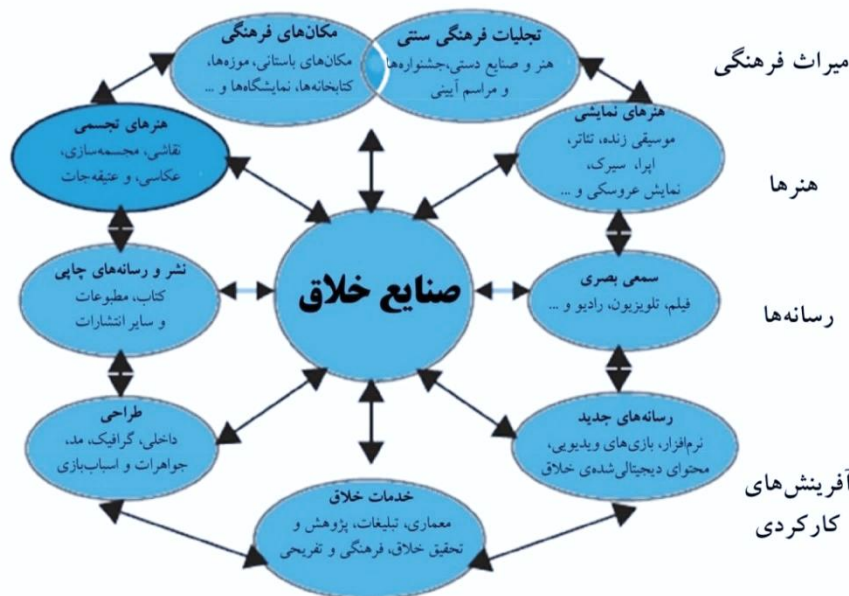 تجلیات فرهنگی سنتی
هنر و صنایع دستی،جشنواره‌ها
و مراسم آیینی
مکان‌های فرهنگی
مکان‌های باستانی، موزه‌ها،
کتابخانه‌ها، نمایشگاه‌ها و ...
میراث فرهنگی
هنرهای نمایشی
موسیقی زنده، تئاتر،
اپرا، سیرک،
نمایش عروسکی و ...
هنرهای تجسمی
نقاشی، مجسمه‌سازی،
عکاسی، و عتیقه‌جات
هنرها
صنایع خلاق
سمعی بصری
فیلم، تلویزیون، رادیو و ...
نشر و رسانه‌های چاپی
کتاب، مطبوعات
و سایر انتشارات
رسانه‌ها
رسانه‌های جدید
نرم‌افزار، بازی‌های ویدیویی،
محتوای دیجیتالی‌شده‌ی خلاق
طراحی
داخلی، گرافیک، مد،
جواهرات و اسباب‌بازی
خدمات خلاق
معماری، تبلیغات، پژوهش و
تحقیق خلاق، فرهنگی و تفریحی
آفرینش‌های
کارکردی